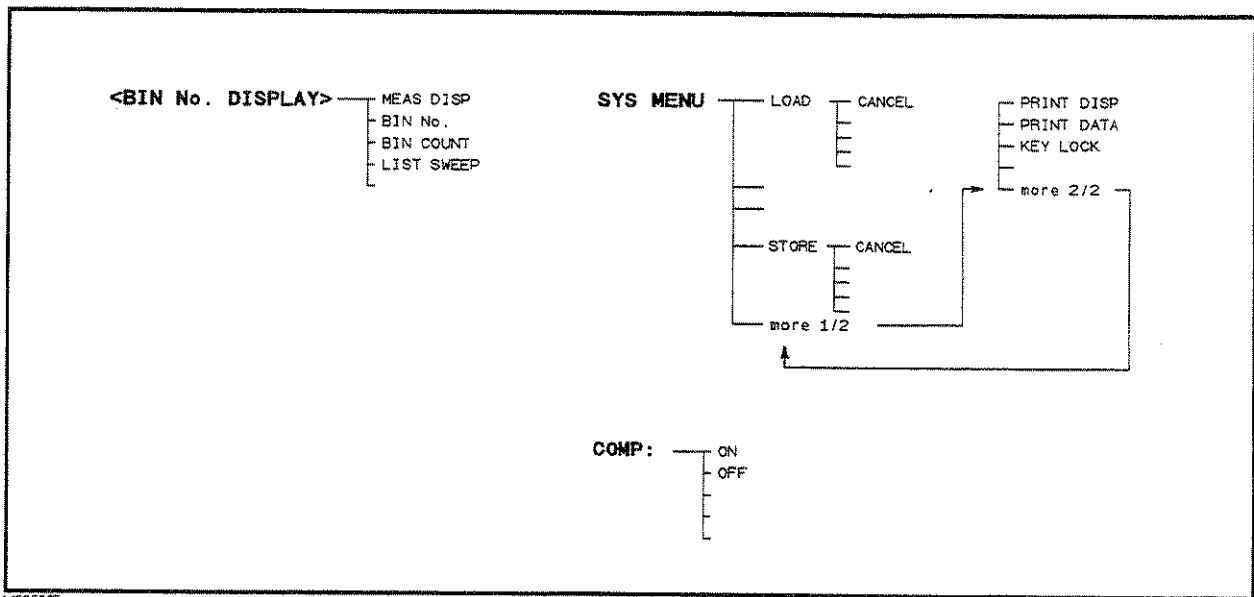 <BIN No. DISPLAY>
MEAS DISP
BIN No.
BIN COUNT
LIST SWEEP
SYS MENU
LOAD
CANCEL
STORE
CANCEL
more 1/2
PRINT DISP
PRINT DATA
KEY LOCK
more 2/2
COMP:
ON
OFF